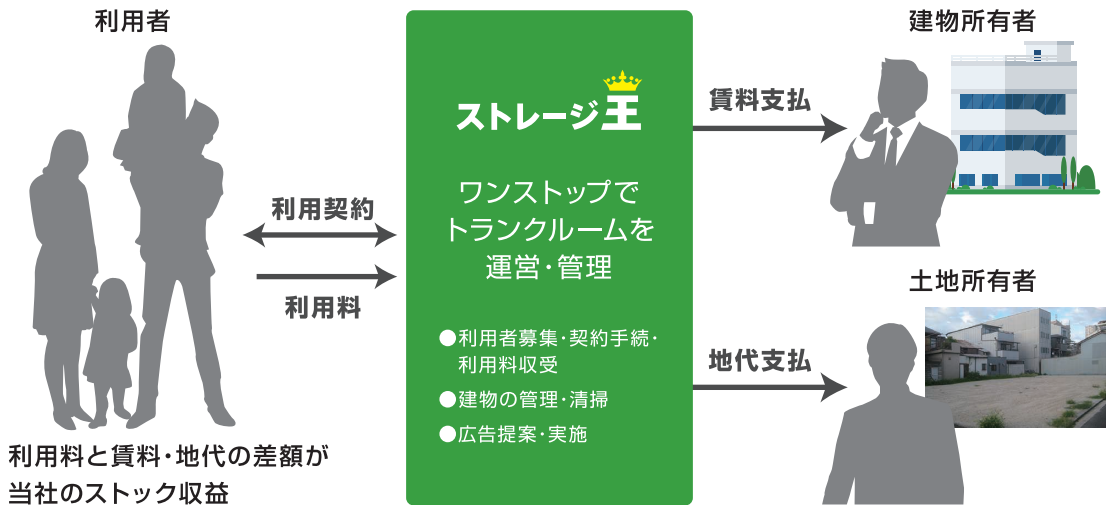 利用者
利用契約
利用料
利用料と賃料・地代の差額が
当社のストック収益
ストレージ王
ワンストップで
トランクルームを
運営・管理
●利用者募集・契約手続・
利用料収受
●建物の管理・清掃
●広告提案・実施
建物所有者
賃料支払
土地所有者
地代支払